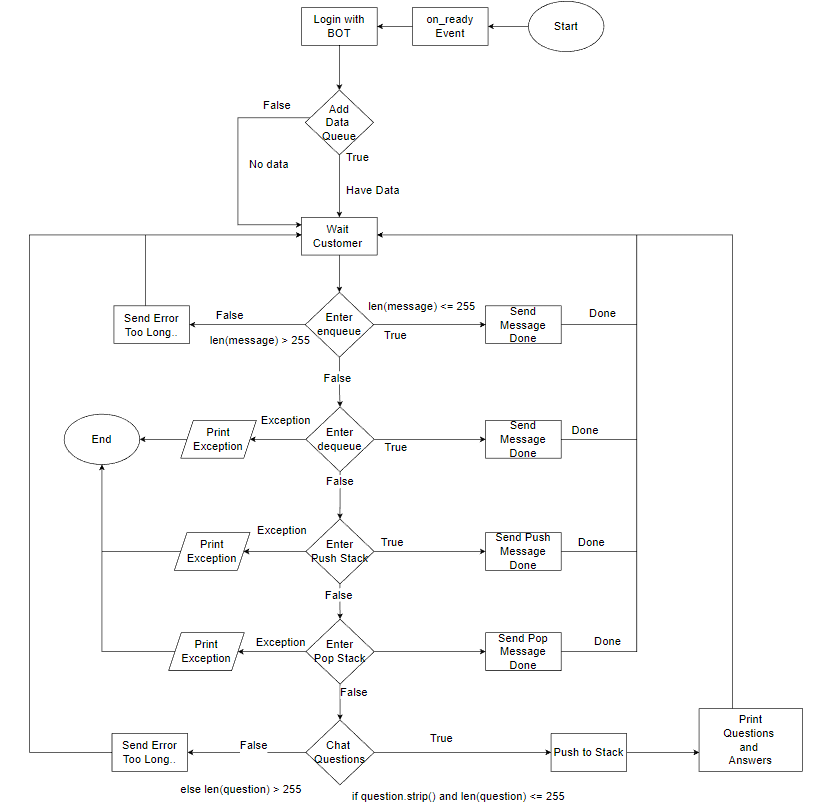 Login with
BOT
on_ready
Event
Start
False
Add
Data
Queue
True
No data
Have Data
Wait
Customer
len(message) <= 255
Send Error
Too Long..
False
Enter
enqueue
True
Send
Message
Done
Done
len(message) > 255
False
End
Print
Exception
Exception
Enter
dequeue
True
Send
Message
Done
Done
False
Print
Exception
Exception
Enter
Push Stack
True
Send Push
Message
Done
Done
False
Print
Exception
Exception
Enter
Pop Stack
Send Pop
Message
Done
Done
False
Send Error
Too Long..
False
Chat
Questions
True
Push to Stack
Print
Questions
and
Answers
else len(question) > 255
if question.strip() and len(question) <= 255